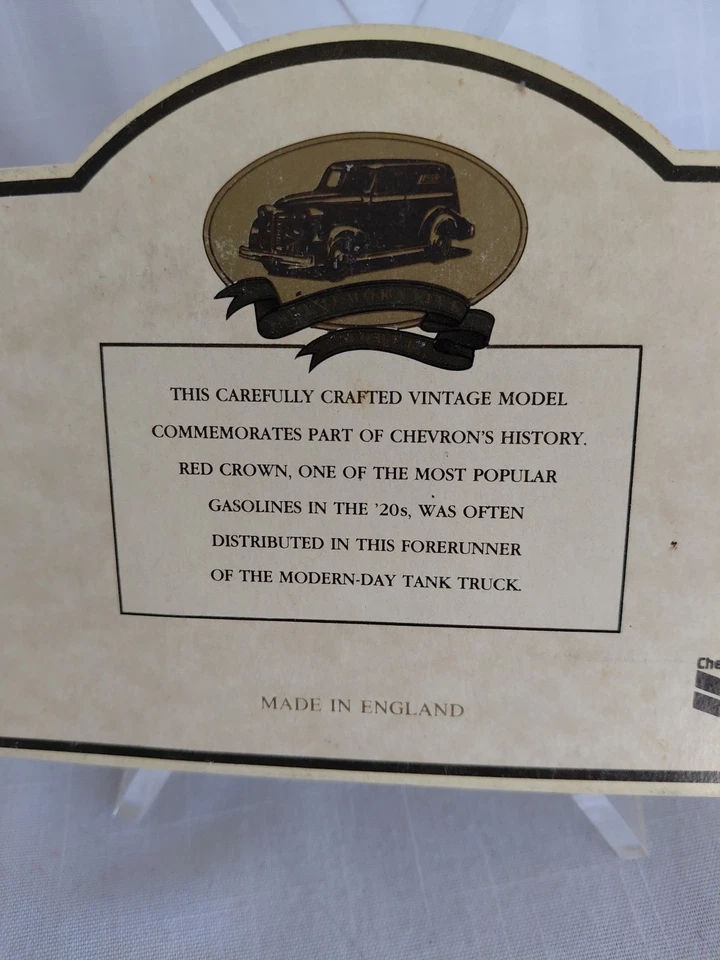 THIS CAREFULLY CRAFTED VINTAGE MODEL
COMMEMORATES PART OF CHEVRON'S HISTORY.
RED CROWN, ONE OF THE MOST POPULAR
GASOLINES IN THE '20s, WAS OFTEN
DISTRIBUTED IN THIS FORERUNNER
OF THE MODERN-DAY TANK TRUCK.
Che
MADE IN ENGLAND